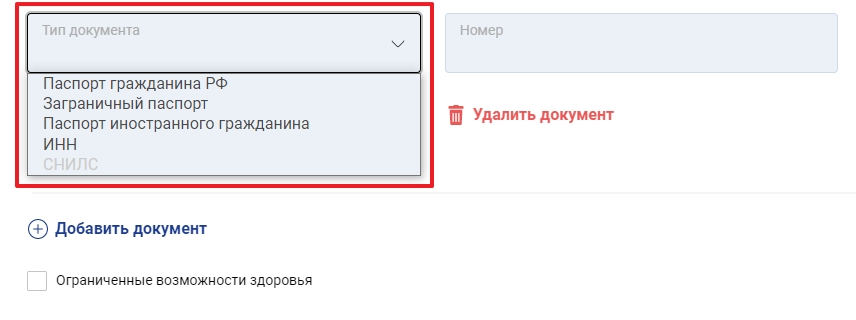 Тип документа
Номер
Паспорт гражданина РФ
Заграничный паспорт
Паспорт иностранного гражданина
ИНН
СНИЛС
Удалить документ
Добавить документ
Ограниченные возможности здоровья